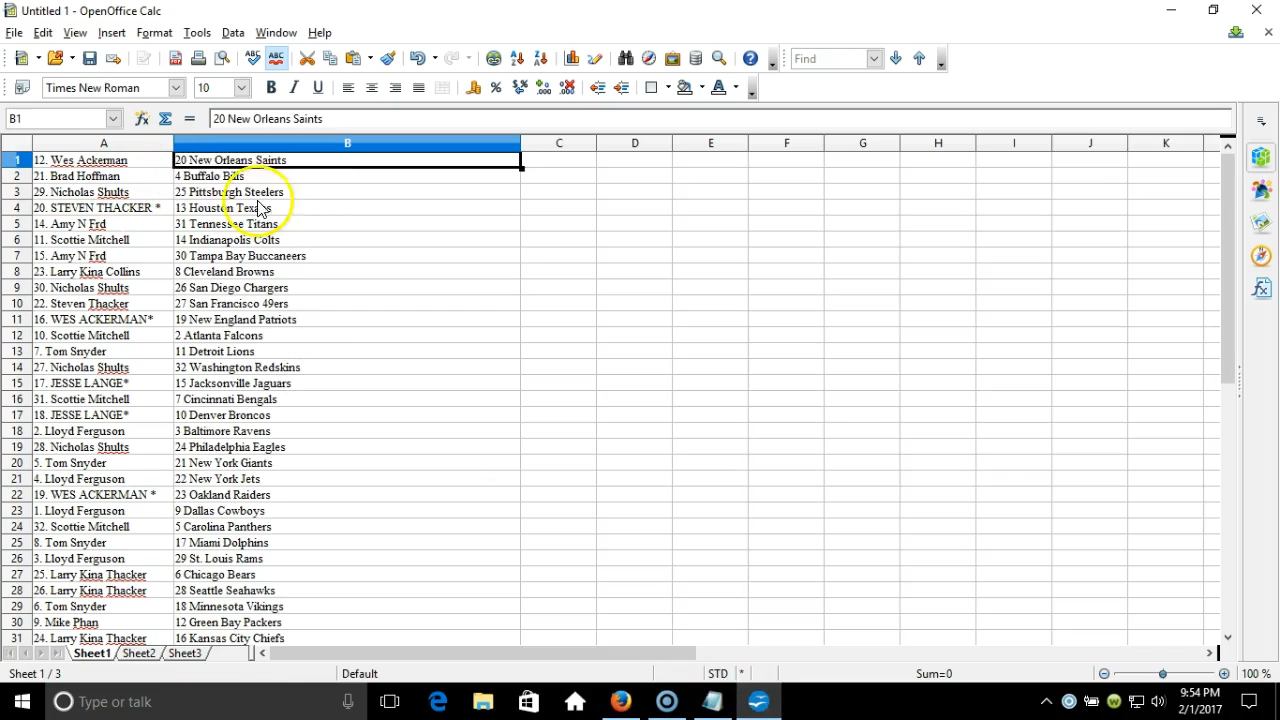 Untitled 1 - OpenOffice Calc
File Edit View Insert Format Tools Data Window Help
Find
Times New Roman 10
B1 20 New Orleans Saints
A B C D E F G H I J K
1 12. Wes Ackerman 20 New Orleans Saints
2 21. Brad Hoffman 4 Buffalo Bills
3 29. Nicholas Shults 25 Pittsburgh Steelers
4 20. STEVEN THACKER * 13 Houston Texans
5 14. Amy N Frd 31 Tennessee Titans
6 11. Scottie Mitchell 14 Indianapolis Colts
7 15. Amy N Frd 30 Tampa Bay Buccaneers
8 23. Larry Kina Collins 8 Cleveland Browns
9 30. Nicholas Shults 26 San Diego Chargers
10 22. Steven Thacker 27 San Francisco 49ers
11 16. WES ACKERMAN* 19 New England Patriots
12 10. Scottie Mitchell 2 Atlanta Falcons
13 7. Tom Snyder 11 Detroit Lions
14 27. Nicholas Shults 32 Washington Redskins
15 17. JESSE LANGE* 15 Jacksonville Jaguars
16 31. Scottie Mitchell 7 Cincinnati Bengals
17 18. JESSE LANGE* 10 Denver Broncos
18 2. Lloyd Ferguson 3 Baltimore Ravens
19 28. Nicholas Shults 24 Philadelphia Eagles
20 5. Tom Snyder 21 New York Giants
21 4. Lloyd Ferguson 22 New York Jets
22 19. WES ACKERMAN * 23 Oakland Raiders
23 1. Lloyd Ferguson 9 Dallas Cowboys
24 32. Scottie Mitchell 5 Carolina Panthers
25 8. Tom Snyder 17 Miami Dolphins
26 3. Lloyd Ferguson 29 St. Louis Rams
27 25. Larry Kina Thacker 6 Chicago Bears
28 26. Larry Kina Thacker 28 Seattle Seahawks
29 6. Tom Snyder 18 Minnesota Vikings
30 9. Mike Phan 12 Green Bay Packers
31 24. Larry Kina Thacker 16 Kansas City Chiefs
Sheet1 Sheet2 Sheet3
Sheet 1 / 3 Default STD * Sum=0 100 %
Type or talk 9:54 PM
2/1/2017